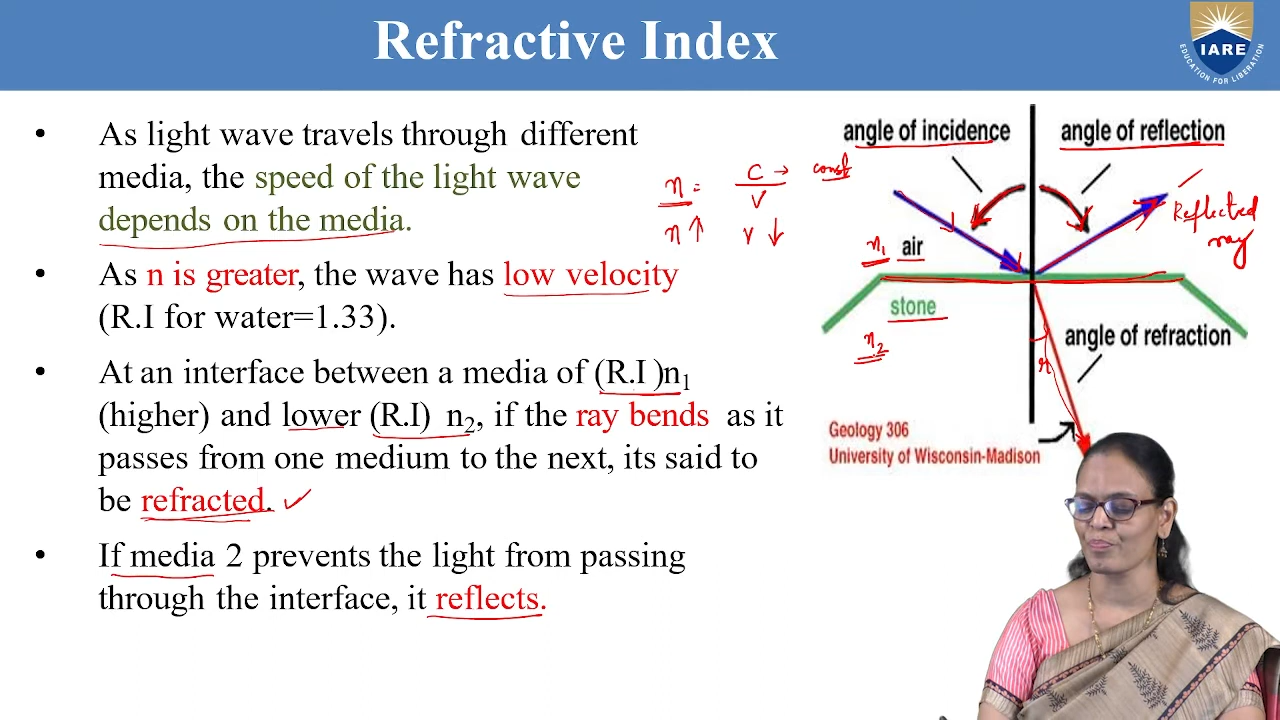 Refractive Index
IARE
EDUCATION FOR LIBERATION
• As light wave travels through different
media, the speed of the light wave
depends on the media.
• As n is greater, the wave has low velocity
(R.I for water=1.33).
• At an interface between a media of (R.I )n1
(higher) and lower (R.I) n2, if the ray bends as it
passes from one medium to the next, its said to
be refracted. ✓
• If media 2 prevents the light from passing
through the interface, it reflects.
n = c/v → const
n ↑ v ↓
angle of incidence
angle of reflection
Reflected
ray
n1 air
stone
n2
r
angle of refraction
Geology 306
University of Wisconsin-Madison